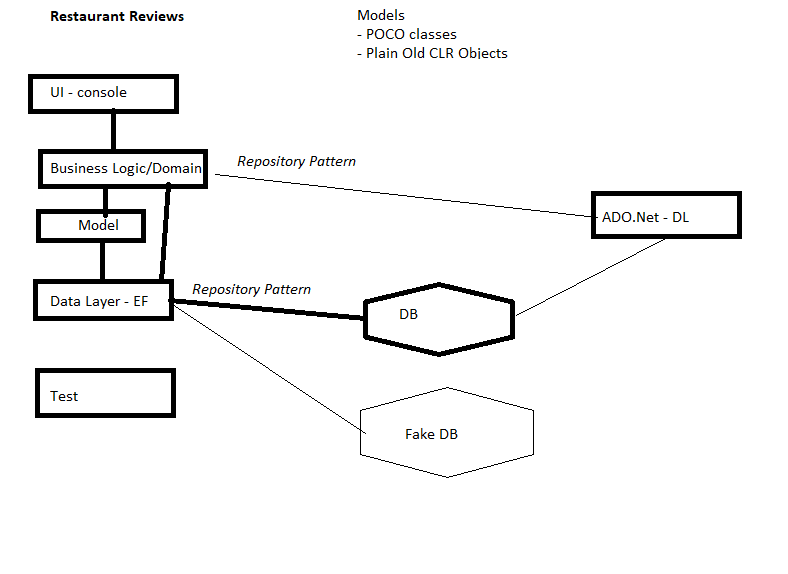 Restaurant Reviews
Models
- POCO classes
- Plain Old CLR Objects
UI - console
Business Logic/Domain
Repository Pattern
Model
ADO.Net - DL
Data Layer - EF
Repository Pattern
DB
Test
Fake DB